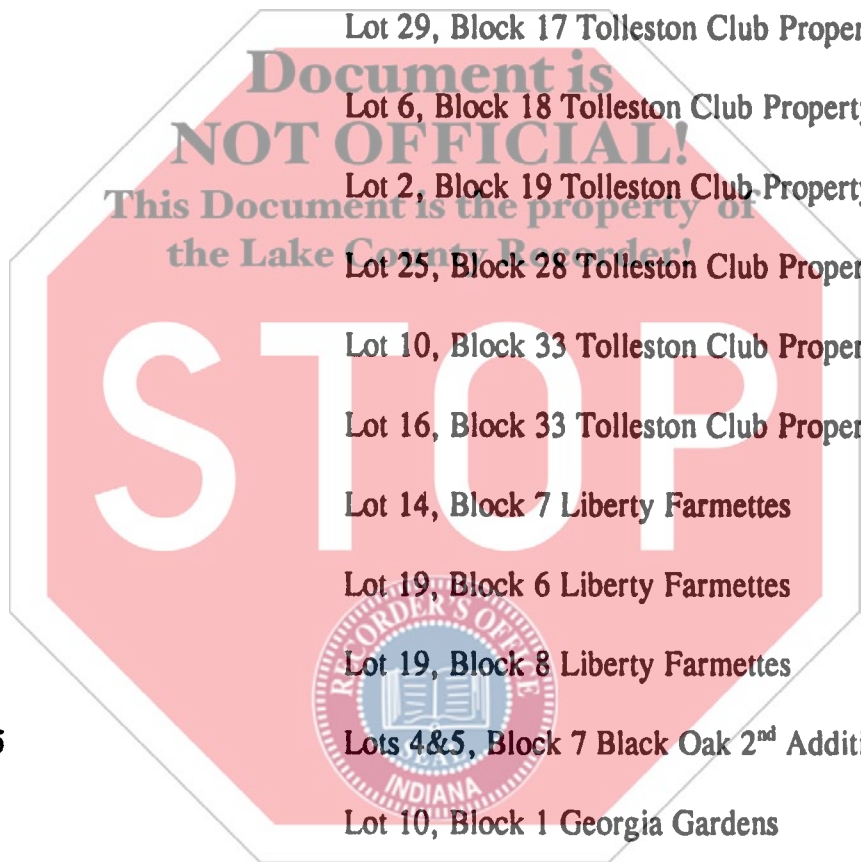 Lot 29, Block 17 Tolleston Club Proper
Document is
Lot 6, Block 18 Tolleston Club Property
NOT OFFICIAL!
Lot 2, Block 19 Tolleston Club Property
This Document is the property of
the Lake County Recorder!
Lot 25, Block 28 Tolleston Club Proper
STOP
Lot 10, Block 33 Tolleston Club Proper
Lot 16, Block 33 Tolleston Club Proper
Lot 14, Block 7 Liberty Farmettes
Lot 19, Block 6 Liberty Farmettes
RECORDER'S OFFICE
Lot 19, Block 8 Liberty Farmettes
5 Lots 4&5, Block 7 Black Oak 2nd Additi
SEAL
INDIANA
Lot 10, Block 1 Georgia Gardens